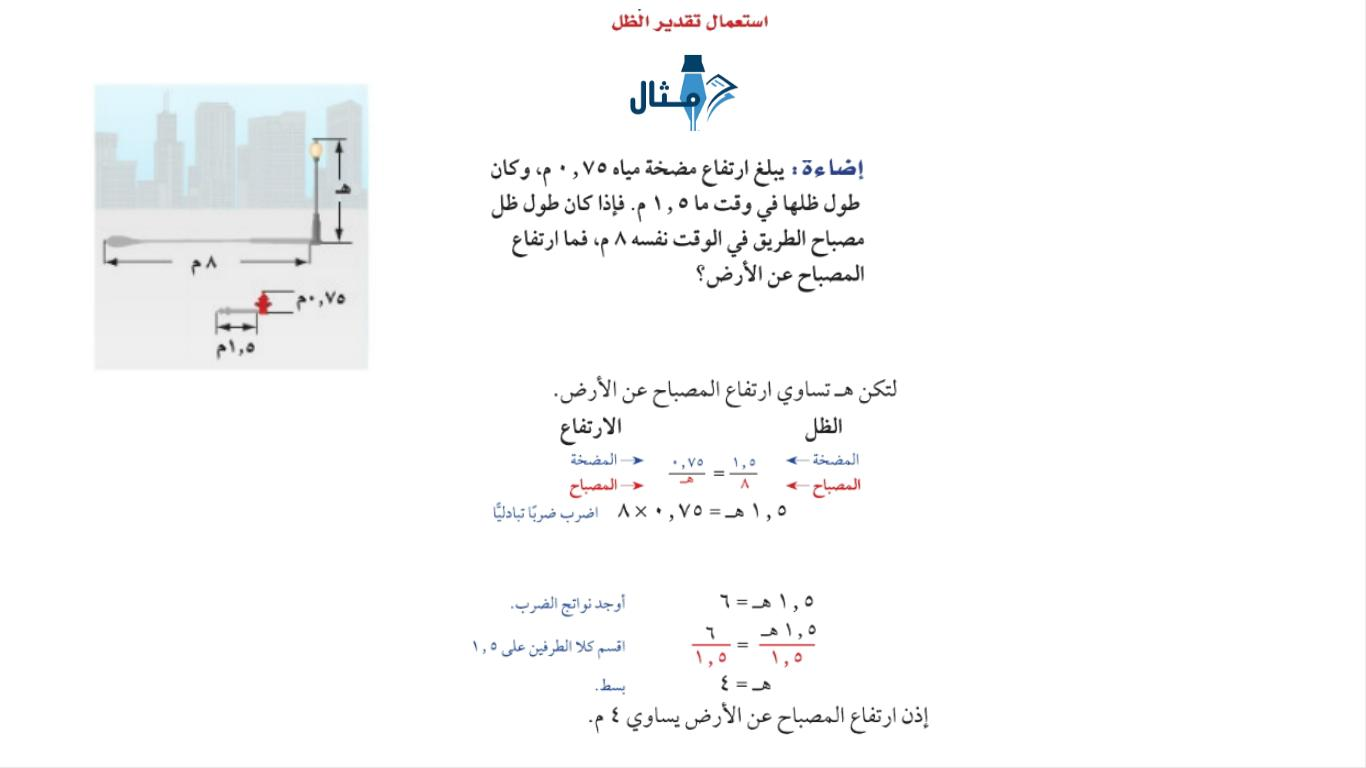 استعمال تقدير الظل
مثال
إضاءة: يبلغ ارتفاع مضخة مياه ٠,٧٥ م، وكان
طول ظلها في وقت ما ١,٥ م. فإذا كان طول ظل
مصباح الطريق في الوقت نفسه ٨ م، فما ارتفاع
المصباح عن الأرض؟
هـ
٨ م
٠,٧٥م
١,٥م
لتكن هـ تساوي ارتفاع المصباح عن الأرض.
الظل الارتفاع
المضخة ← ١,٥ = ٠,٧٥ → المضخة
المصباح ← ٨ هـ → المصباح
١,٥ هـ = ٠,٧٥ × ٨ اضرب ضربًا تبادليًّا
١,٥ هـ = ٦ أوجد نواتج الضرب.
١,٥ هـ = ٦
١,٥ ١,٥ اقسم كلا الطرفين على ١,٥
هـ = ٤ بسط.
إذن ارتفاع المصباح عن الأرض يساوي ٤ م.